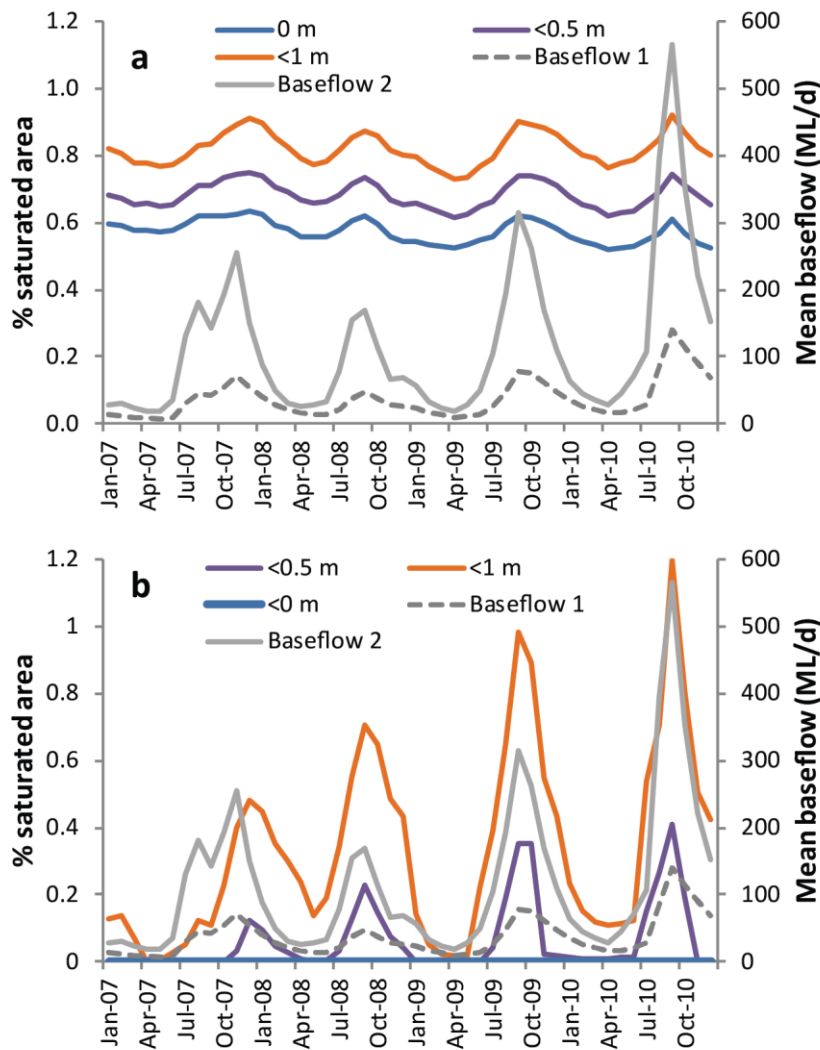 a
0 m
<0.5 m
<1 m
Baseflow 1
Baseflow 2
% saturated area
1.2
1.0
0.8
0.6
0.4
0.2
0.0
Mean baseflow (ML/d)
600
500
400
300
200
100
0
Jan-07
Apr-07
Jul-07
Oct-07
Jan-08
Apr-08
Jul-08
Oct-08
Jan-09
Apr-09
Jul-09
Oct-09
Jan-10
Apr-10
Jul-10
Oct-10
b
<0.5 m
<1 m
<0 m
Baseflow 1
Baseflow 2
% saturated area
1.2
1
0.8
0.6
0.4
0.2
0
Mean baseflow (ML/d)
600
500
400
300
200
100
0
Jan-07
Apr-07
Jul-07
Oct-07
Jan-08
Apr-08
Jul-08
Oct-08
Jan-09
Apr-09
Jul-09
Oct-09
Jan-10
Apr-10
Jul-10
Oct-10